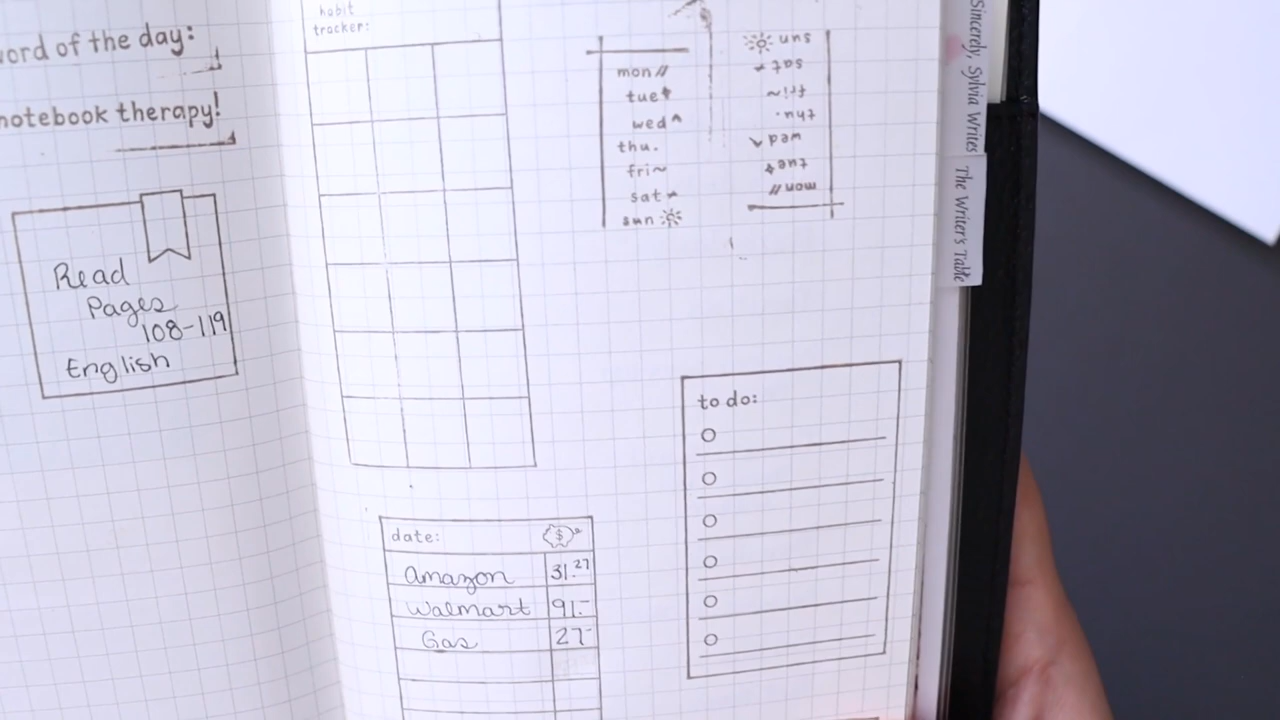 word of the day:
notebook therapy!
Read
Pages
108-119
English
habit
tracker:
mon
tue
wed
thu.
fri~
sat
sun
sun
sat
fri~
thu.
wed
tue
mon
to do:
date: $
Amazon 31.27
Walmart 91.-
Gas 27-
Sincerely, Sylvia Writes
The Writer's Table